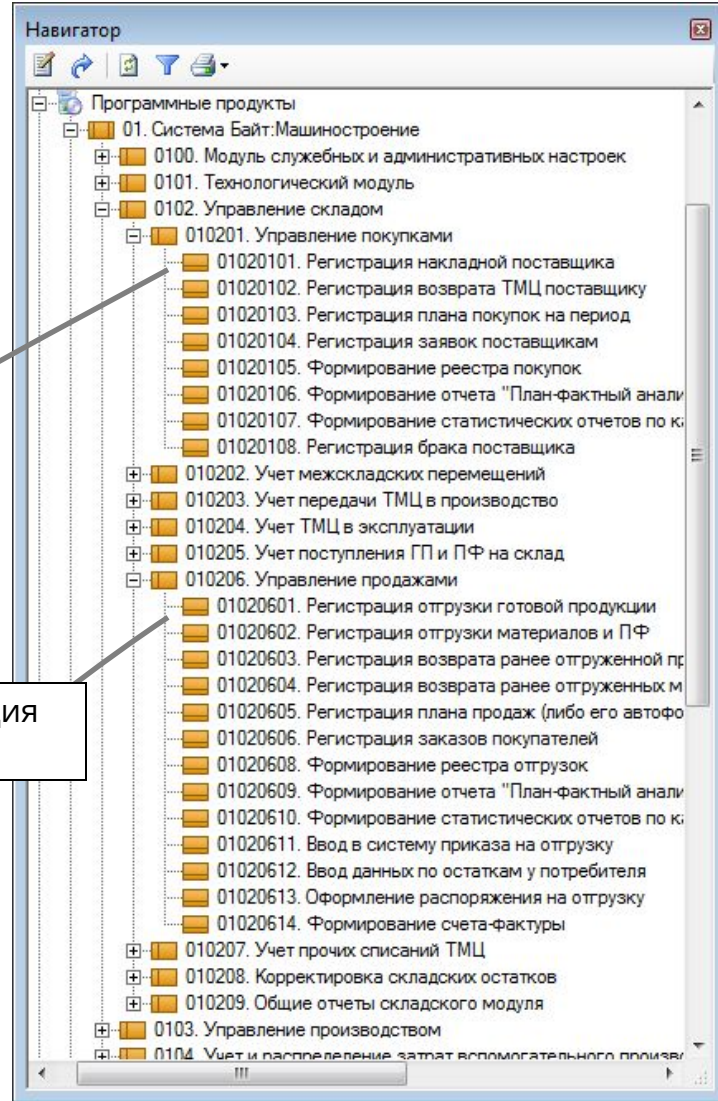 Навигатор
Программные продукты
01. Система Байт:Машиностроение
0100. Модуль служебных и административных настроек
0101. Технологический модуль
0102. Управление складом
010201. Управление покупками
01020101. Регистрация накладной поставщика
01020102. Регистрация возврата ТМЦ поставщику
01020103. Регистрация плана покупок на период
01020104. Регистрация заявок поставщикам
01020105. Формирование реестра покупок
01020106. Формирование отчета "План-фактный анали
01020107. Формирование статистических отчетов по к
01020108. Регистрация брака поставщика
010202. Учет межскладских перемещений
010203. Учет передачи ТМЦ в производство
010204. Учет ТМЦ в эксплуатации
010205. Учет поступления ГП и ПФ на склад
010206. Управление продажами
01020601. Регистрация отгрузки готовой продукции
01020602. Регистрация отгрузки материалов и ПФ
01020603. Регистрация возврата ранее отгруженной пр
01020604. Регистрация возврата ранее отгруженных м
ция
01020605. Регистрация плана продаж (либо его автофо
01020606. Регистрация заказов покупателей
01020608. Формирование реестра отгрузок
01020609. Формирование отчета "План-фактный анали
01020610. Формирование статистических отчетов по к
01020611. Ввод в систему приказа на отгрузку
01020612. Ввод данных по остаткам у потребителя
01020613. Оформление распоряжения на отгрузку
01020614. Формирование счета-фактуры
010207. Учет прочих списаний ТМЦ
010208. Корректировка складских остатков
010209. Общие отчеты складского модуля
0103. Управление производством
0104. Учет и распределение затрат вспомогательного произво